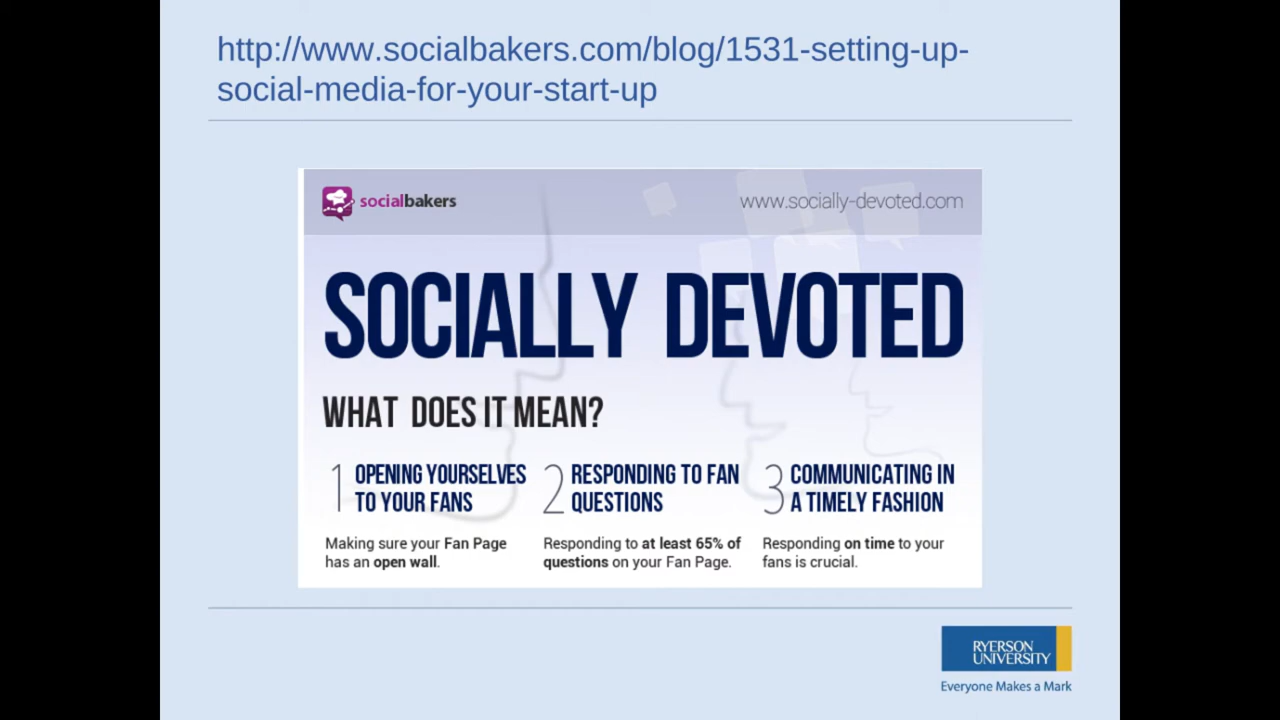 http://www.socialbakers.com/blog/1531-setting-up-
social-media-for-your-start-up
socialbakers
www.socially-devoted.com
SOCIALLY DEVOTED
WHAT DOES IT MEAN?
1 OPENING YOURSELVES
TO YOUR FANS
Making sure your Fan Page
has an open wall.
2 RESPONDING TO FAN
QUESTIONS
Responding to at least 65% of
questions on your Fan Page.
3 COMMUNICATING IN
A TIMELY FASHION
Responding on time to your
fans is crucial.
RYERSON
UNIVERSITY
Everyone Makes a Mark